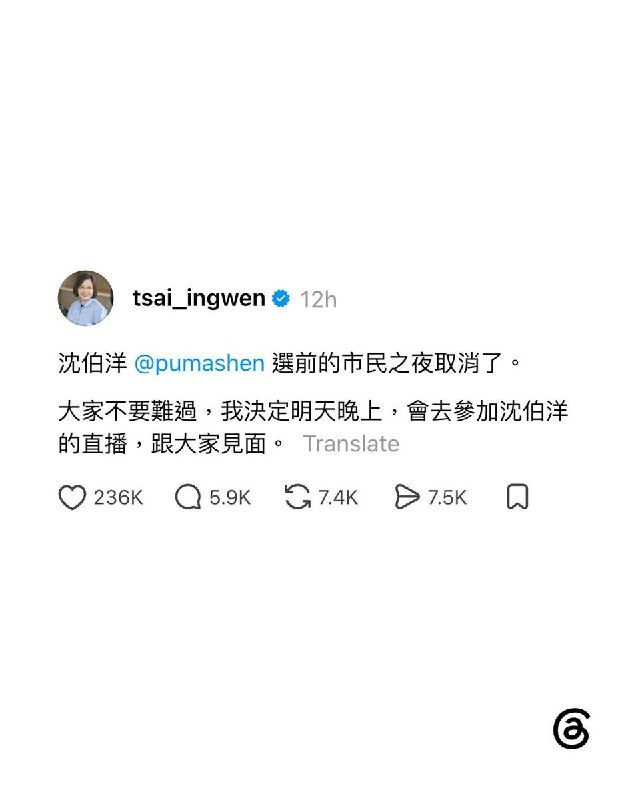 tsai_ingwen 12h
沈伯洋 @pumashen 選前的市民之夜取消了。
大家不要難過，我決定明天晚上，會去參加沈伯洋
的直播，跟大家見面。 Translate
236K 5.9K 7.4K 7.5K